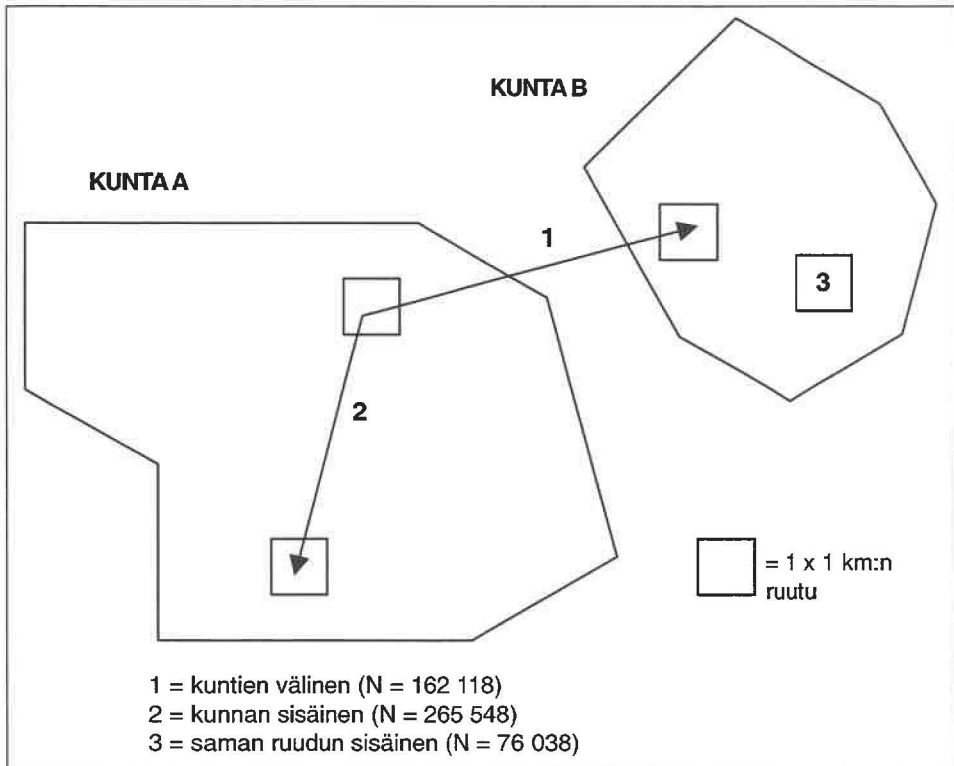 KUNTA B
KUNTA A
1
3
2
= 1 x 1 km:n
ruutu
1 = kuntien välinen (N = 162 118)
2 = kunnan sisäinen (N = 265 548)
3 = saman ruudun sisäinen (N = 76 038)